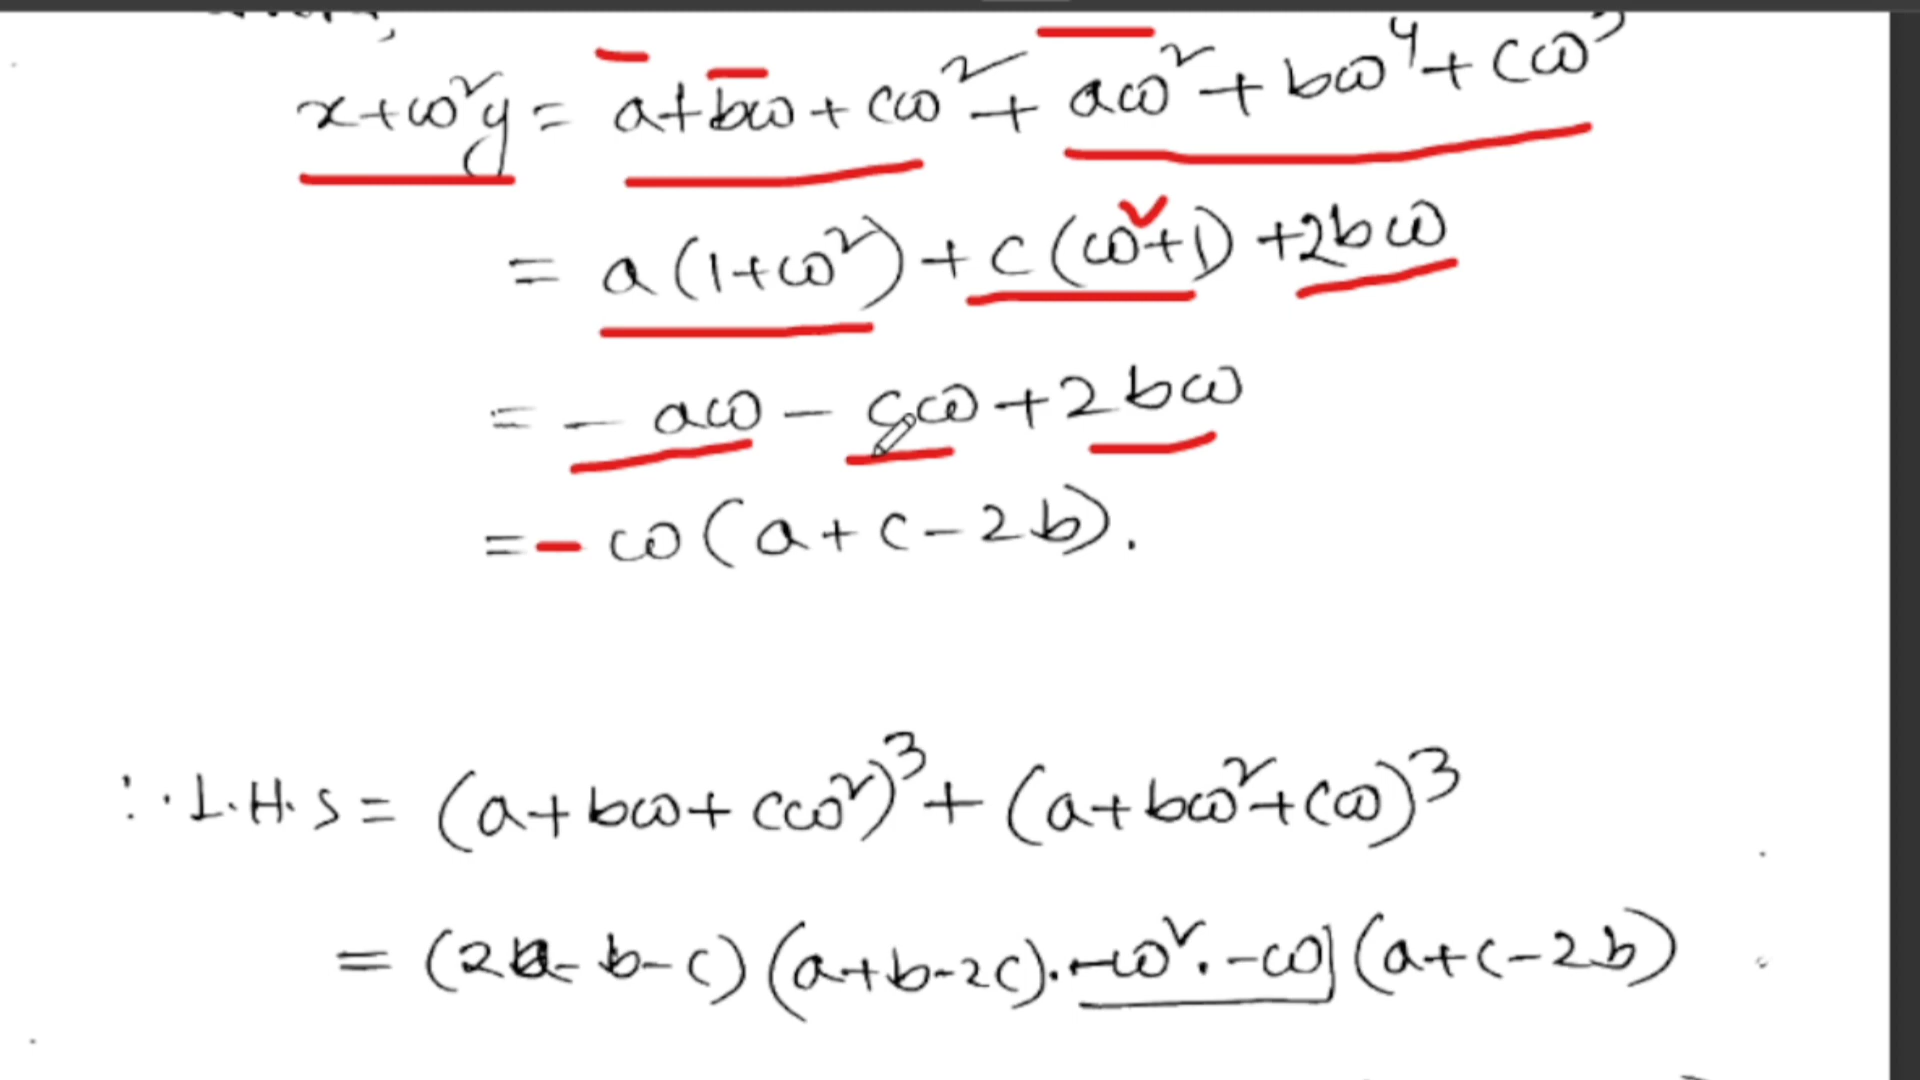 x+ω²y = a+bω+cω²+aω²+bω⁴+cω³
= a(1+ω²)+c(ω²+1)+2bω
= - aω - cω+2bω
= - ω(a+c-2b).
∴ L.H.S = (a+bω+cω²)³+(a+bω²+cω)³
= (2a-b-c)(a+b-2c).-ω².-ω](a+c-2b)